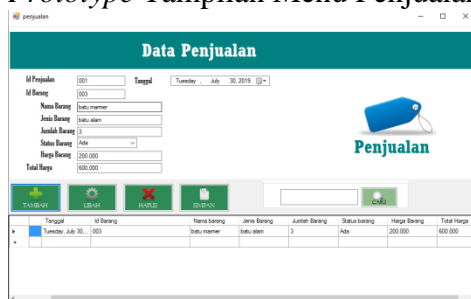 Prototype Tampilan Menu Penjualan
penjualan
Data Penjualan
Id Penjualan 001 Tanggal Tuesday , July 30, 2019
Id Barang 003
Nama Barang batu marmer
Jenis Barang batu alam
Jumlah Barang 3
Status Barang Ada
Harga Barang 200.000
Total Harga 600.000
Penjualan
TAMBAH UBAH HAPUS SIMPAN CARI
Tanggal Id Barang Nama barang Jenis Barang Jumlah Barang Status barang Harga Barang Total Harga
Tuesday, July 30,... 003 batu marmer batu alam 3 Ada 200.000 600.000